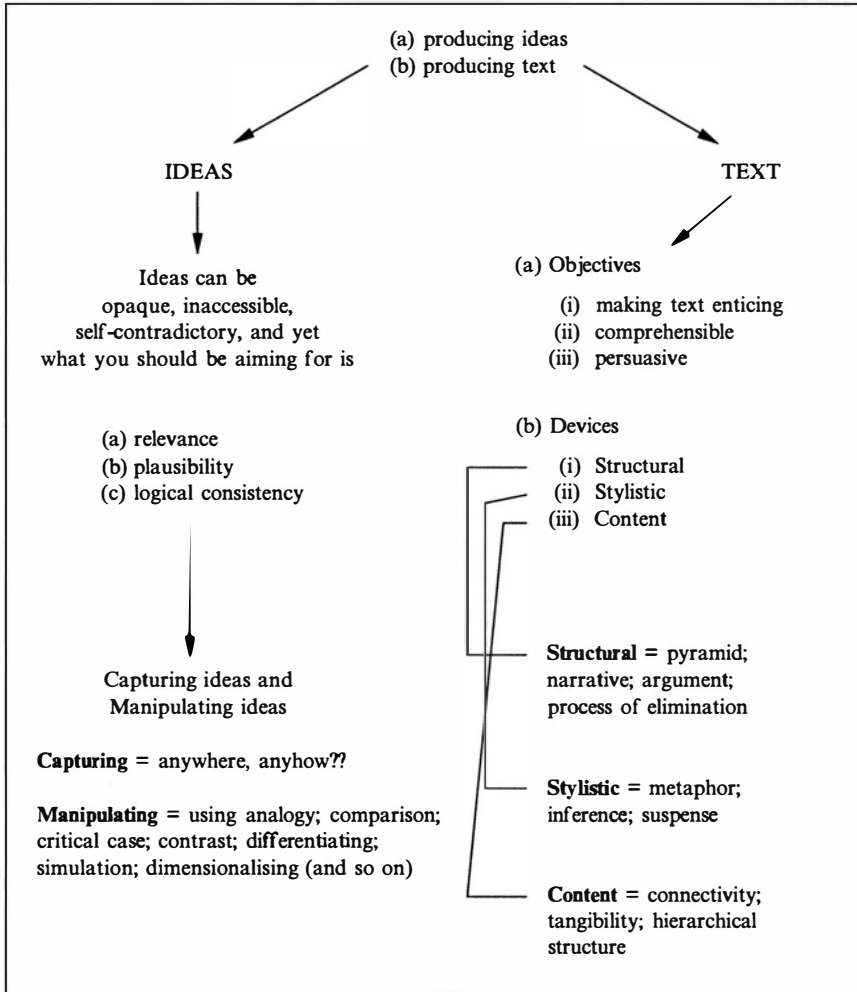 (a) producing ideas
(b) producing text
IDEAS
Ideas can be
opaque, inaccessible,
self-contradictory, and yet
what you should be aiming for is
(a) relevance
(b) plausibility
(c) logical consistency
Capturing ideas and
Manipulating ideas
Capturing = anywhere, anyhow??
Manipulating = using analogy; comparison;
critical case; contrast; differentiating;
simulation; dimensionalising (and so on)
TEXT
(a) Objectives
(i) making text enticing
(ii) comprehensible
(iii) persuasive
(b) Devices
(i) Structural
(ii) Stylistic
(iii) Content
Structural = pyramid;
narrative; argument;
process of elimination
Stylistic = metaphor;
inference; suspense
Content = connectivity;
tangibility; hierarchical
structure